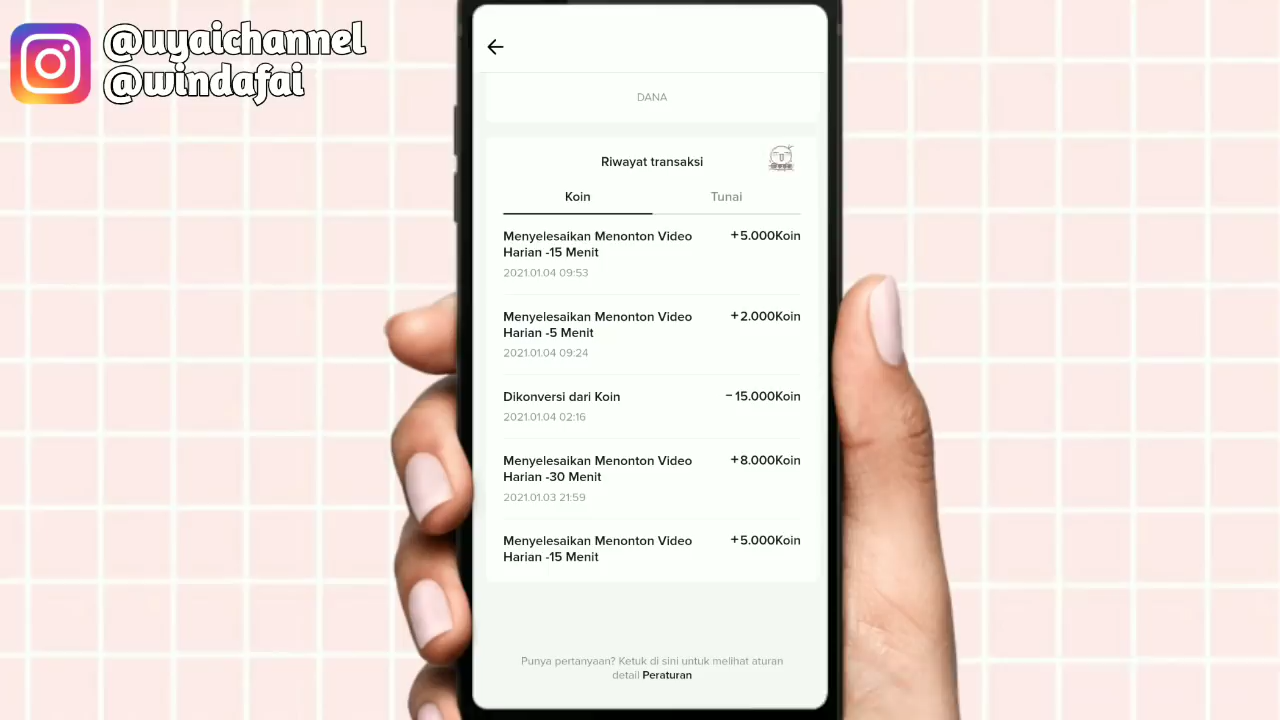 @uyaichannel
@windafai
DANA
Riwayat transaksi
Koin
Tunai
Menyelesaikan Menonton Video +5.000Koin
Harian -15 Menit
2021.01.04 09:53
Menyelesaikan Menonton Video +2.000Koin
Harian -5 Menit
2021.01.04 09:24
Dikonversi dari Koin −15.000Koin
2021.01.04 02:16
Menyelesaikan Menonton Video +8.000Koin
Harian -30 Menit
2021.01.03 21:59
Menyelesaikan Menonton Video +5.000Koin
Harian -15 Menit
Punya pertanyaan? Ketuk di sini untuk melihat aturan
detail Peraturan